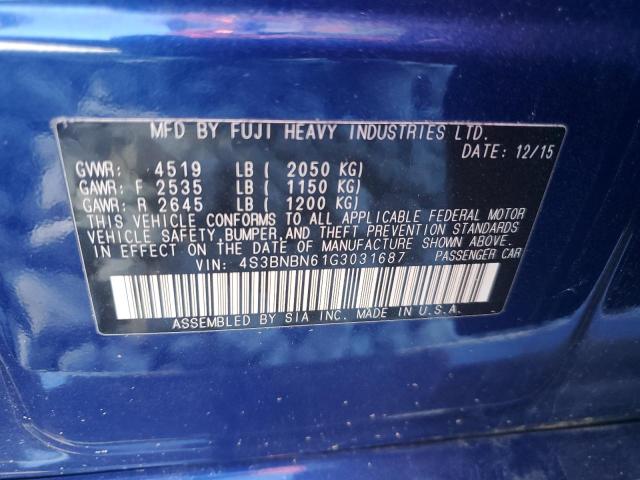 MFD BY FUJI HEAVY INDUSTRIES LTD.
DATE: 12/15
GVWR: 4519 LB ( 2050 KG)
GAWR: F 2535 LB ( 1150 KG)
GAWR: R 2645 LB ( 1200 KG)
THIS VEHICLE CONFORMS TO ALL APPLICABLE FEDERAL MOTOR
VEHICLE SAFETY, BUMPER, AND THEFT PREVENTION STANDARDS
IN EFFECT ON THE DATE OF MANUFACTURE SHOWN ABOVE.
VIN: 4S3BNBN61G3031687 PASSENGER CAR
ASSEMBLED BY SIA INC. MADE IN U.S.A.